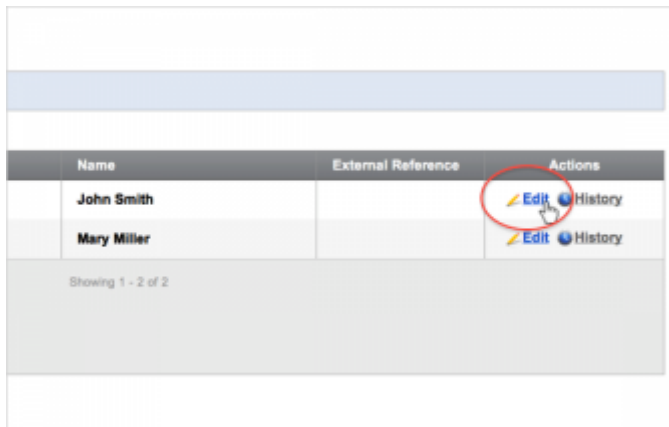 Name External Reference Actions
John Smith Edit History
Mary Miller Edit History
Showing 1 - 2 of 2